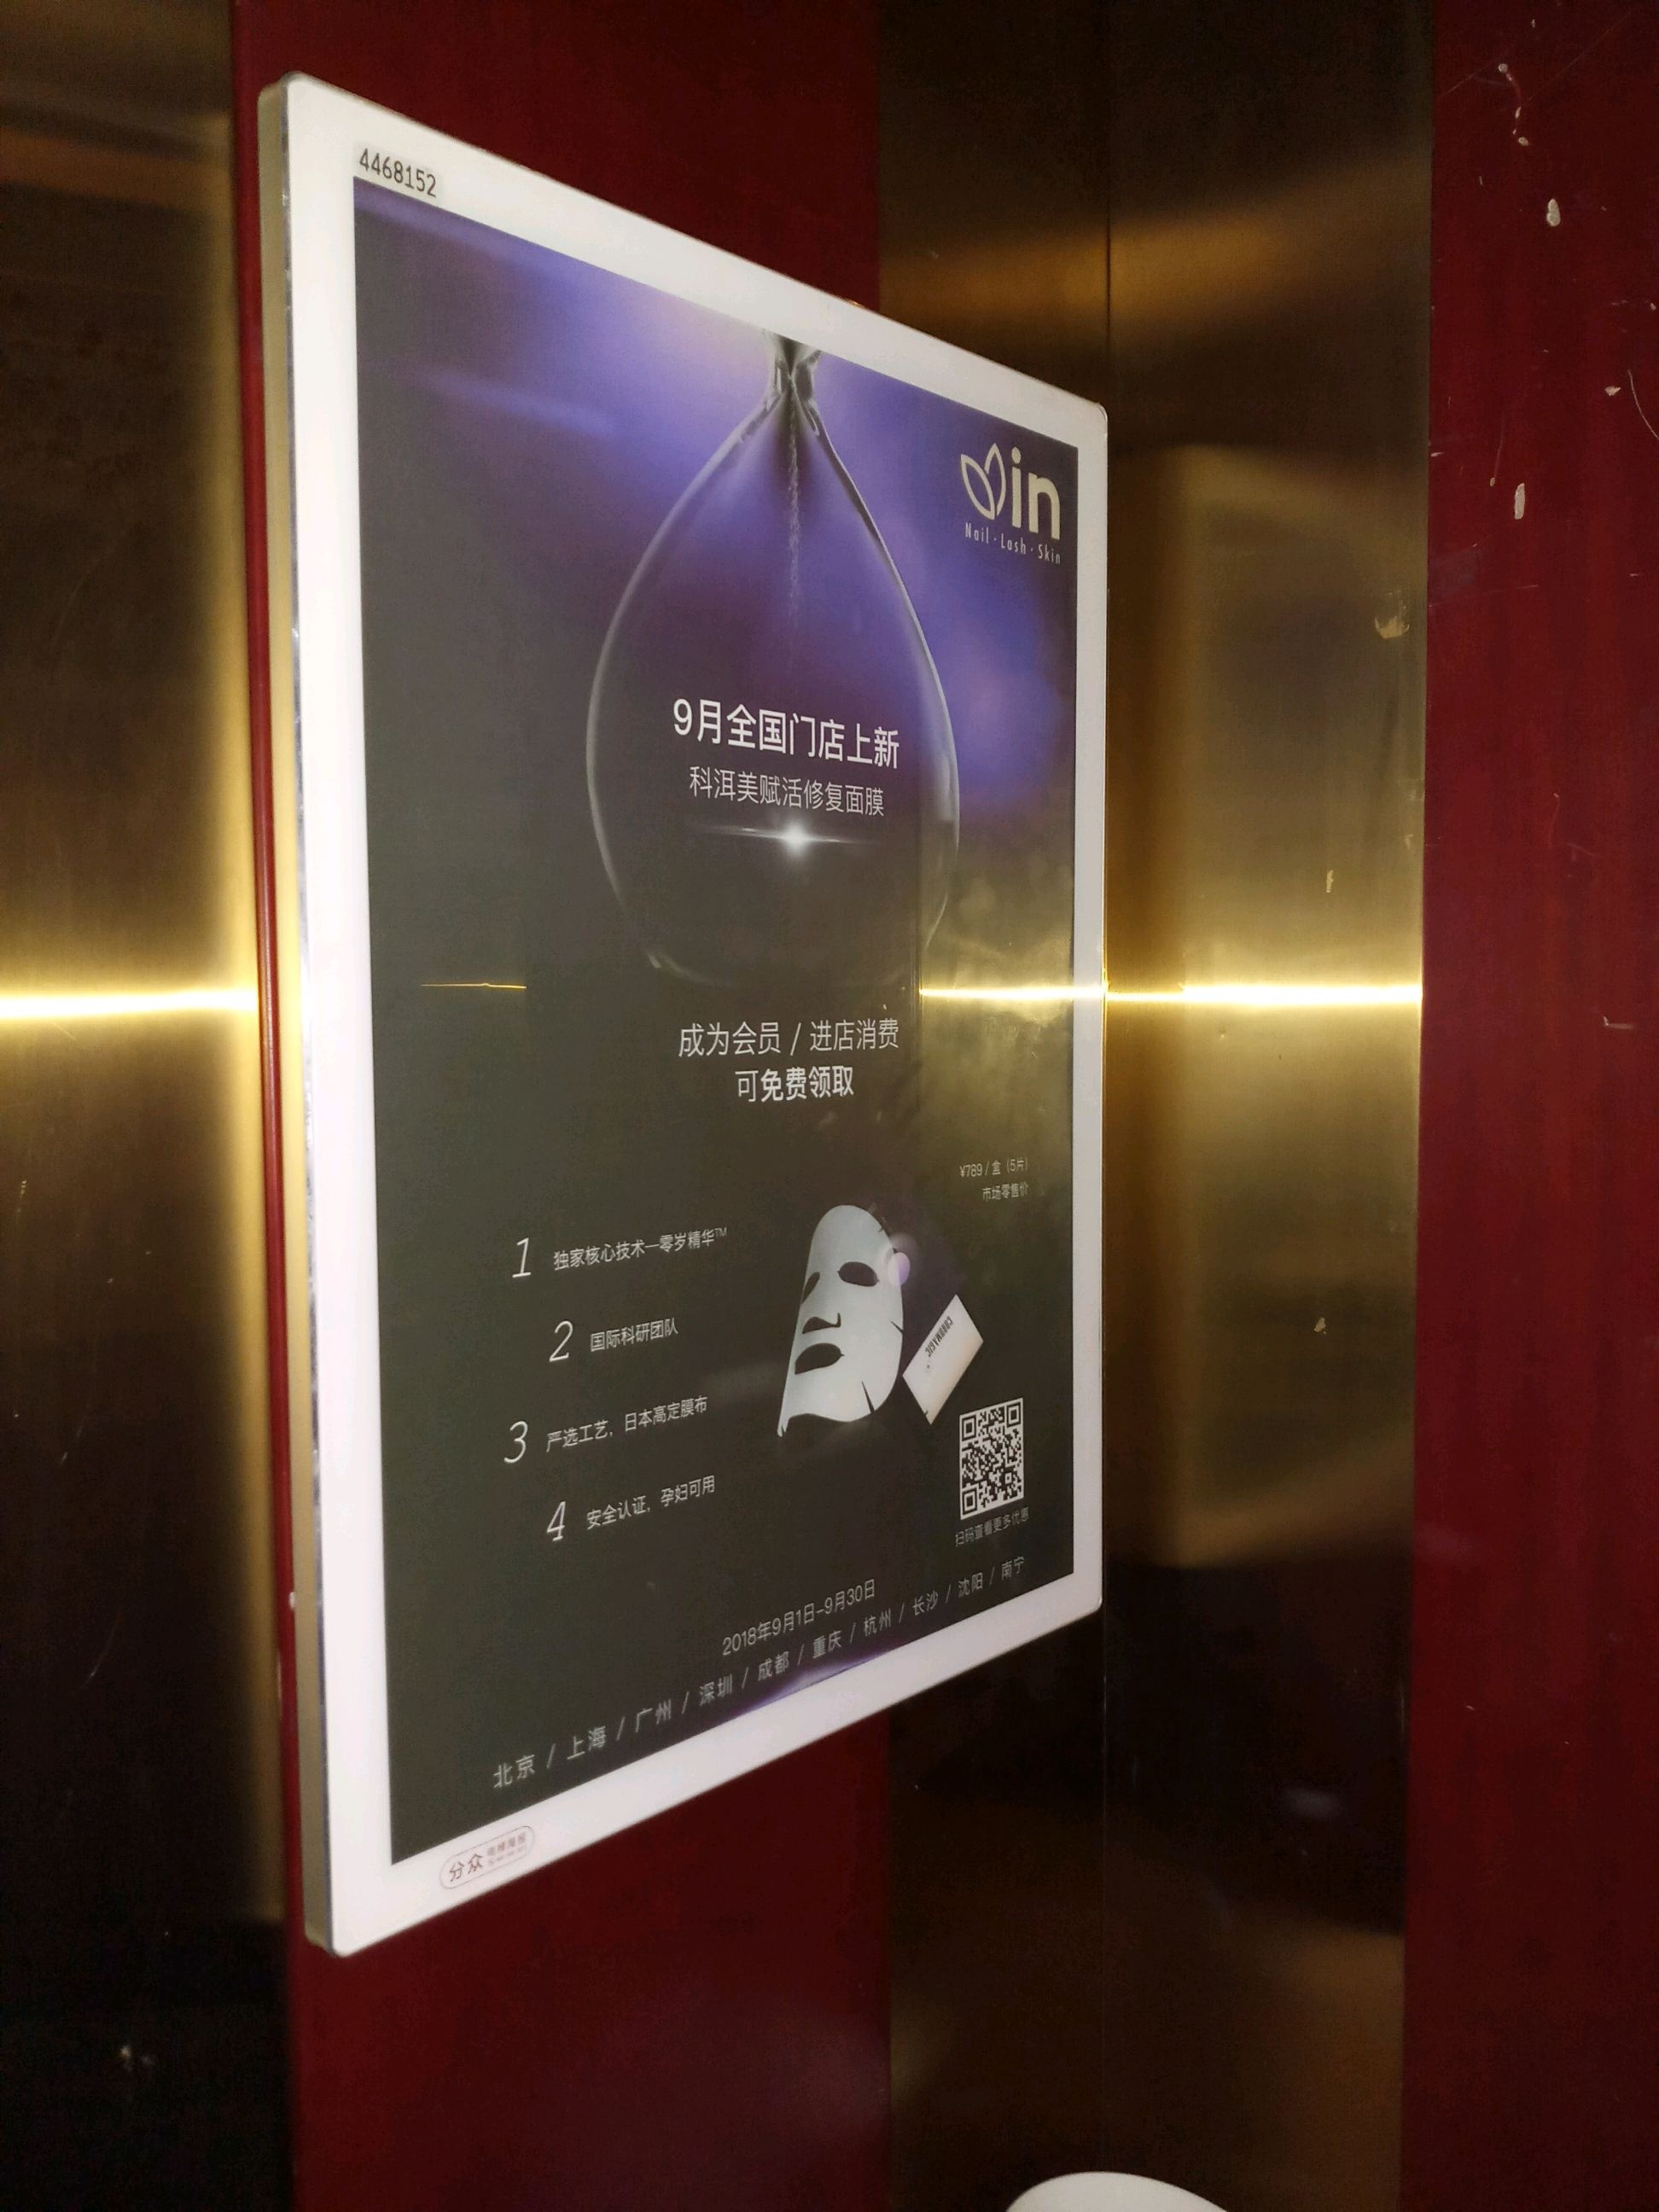 4468152
in
Nail · Lash · Skin
9月全国门店上新
科洱美赋活修复面膜
成为会员 / 进店消费
可免费领取
¥789 / 盒（5片）
市场零售价
1 独家核心技术—零岁精华™
2 国际科研团队
3 严选工艺，日本高定膜布
4 安全认证，孕妇可用
扫码查看更多优惠
2018年9月1日-9月30日
北京 / 上海 / 广州 / 深圳 / 成都 / 重庆 / 杭州 / 长沙 / 沈阳 / 南宁
分众 电梯海报